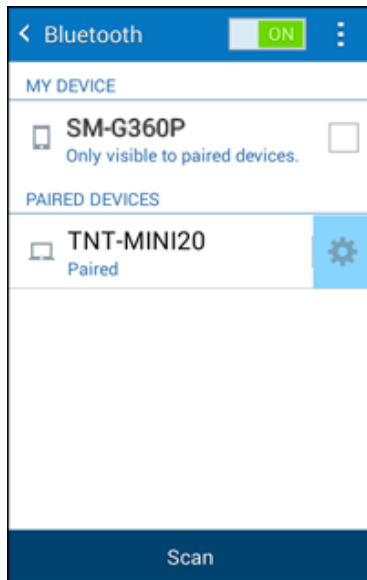 Bluetooth
ON
MY DEVICE
SM-G360P
Only visible to paired devices.
PAIRED DEVICES
TNT-MINI20
Paired
Scan